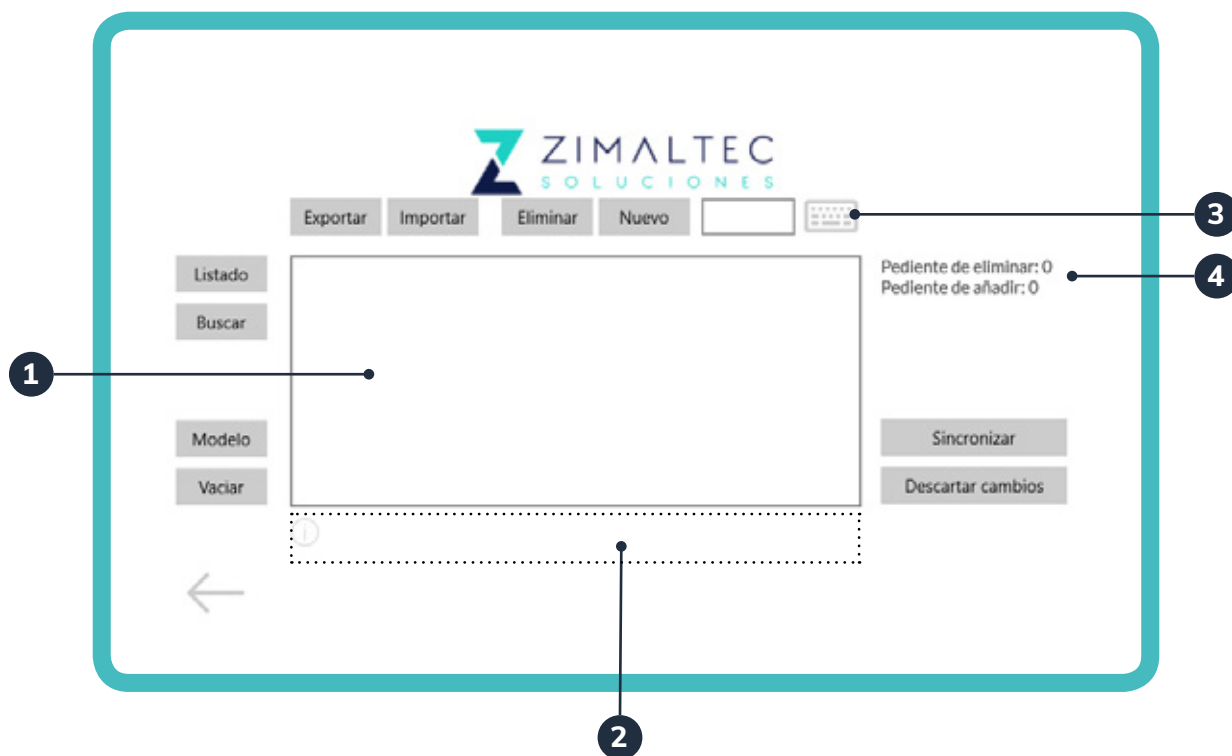 ZIMALTEC
SOLUCIONES
Exportar Importar Eliminar Nuevo
3
Listado
Pediente de eliminar: 0
4
Pediente de añadir: 0
Buscar
1
Modelo
Sincronizar
Vaciar
Descartar cambios
i
2